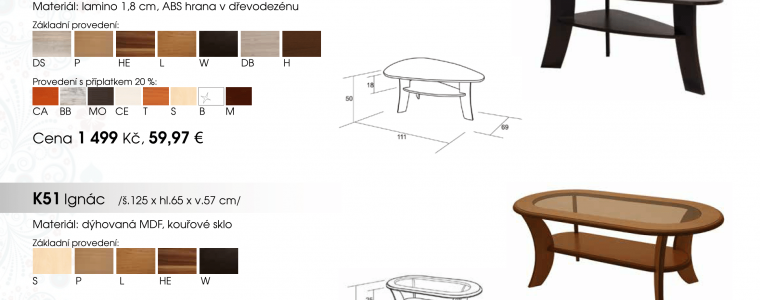 Materiál: lamino 1,8 cm, ABS hrana v dřevodezénu
Základní provedení:
DS P HE L W DB H
Provedení s příplatkem 20 %:
CA BB MO CE T S B M
Cena 1 499 Kč, 59,97 €
18
50
111
69
K51 Ignác /š.125 x hl.65 x v.57 cm/
Materiál: dýhovaná MDF, kouřové sklo
Základní provedení:
S P L HE W